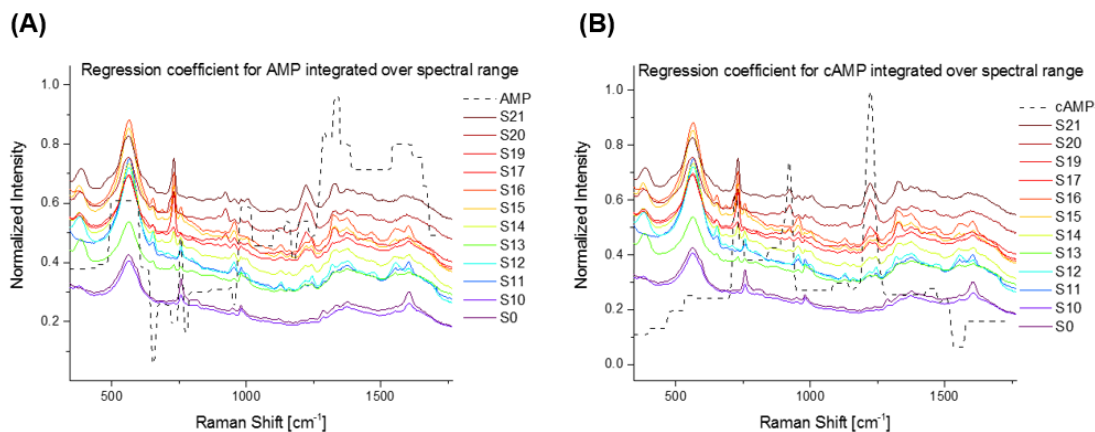 (A)
Regression coefficient for AMP integrated over spectral range
1.0
0.8
0.6
0.4
0.2
Normalized Intensity
500
1000
1500
Raman Shift [cm⁻¹]
AMP
S21
S20
S19
S17
S16
S15
S14
S13
S12
S11
S10
S0
(B)
Regression coefficient for cAMP integrated over spectral range
1.0
0.8
0.6
0.4
0.2
0.0
Normalized Intensity
500
1000
1500
Raman Shift [cm⁻¹]
cAMP
S21
S20
S19
S17
S16
S15
S14
S13
S12
S11
S10
S0